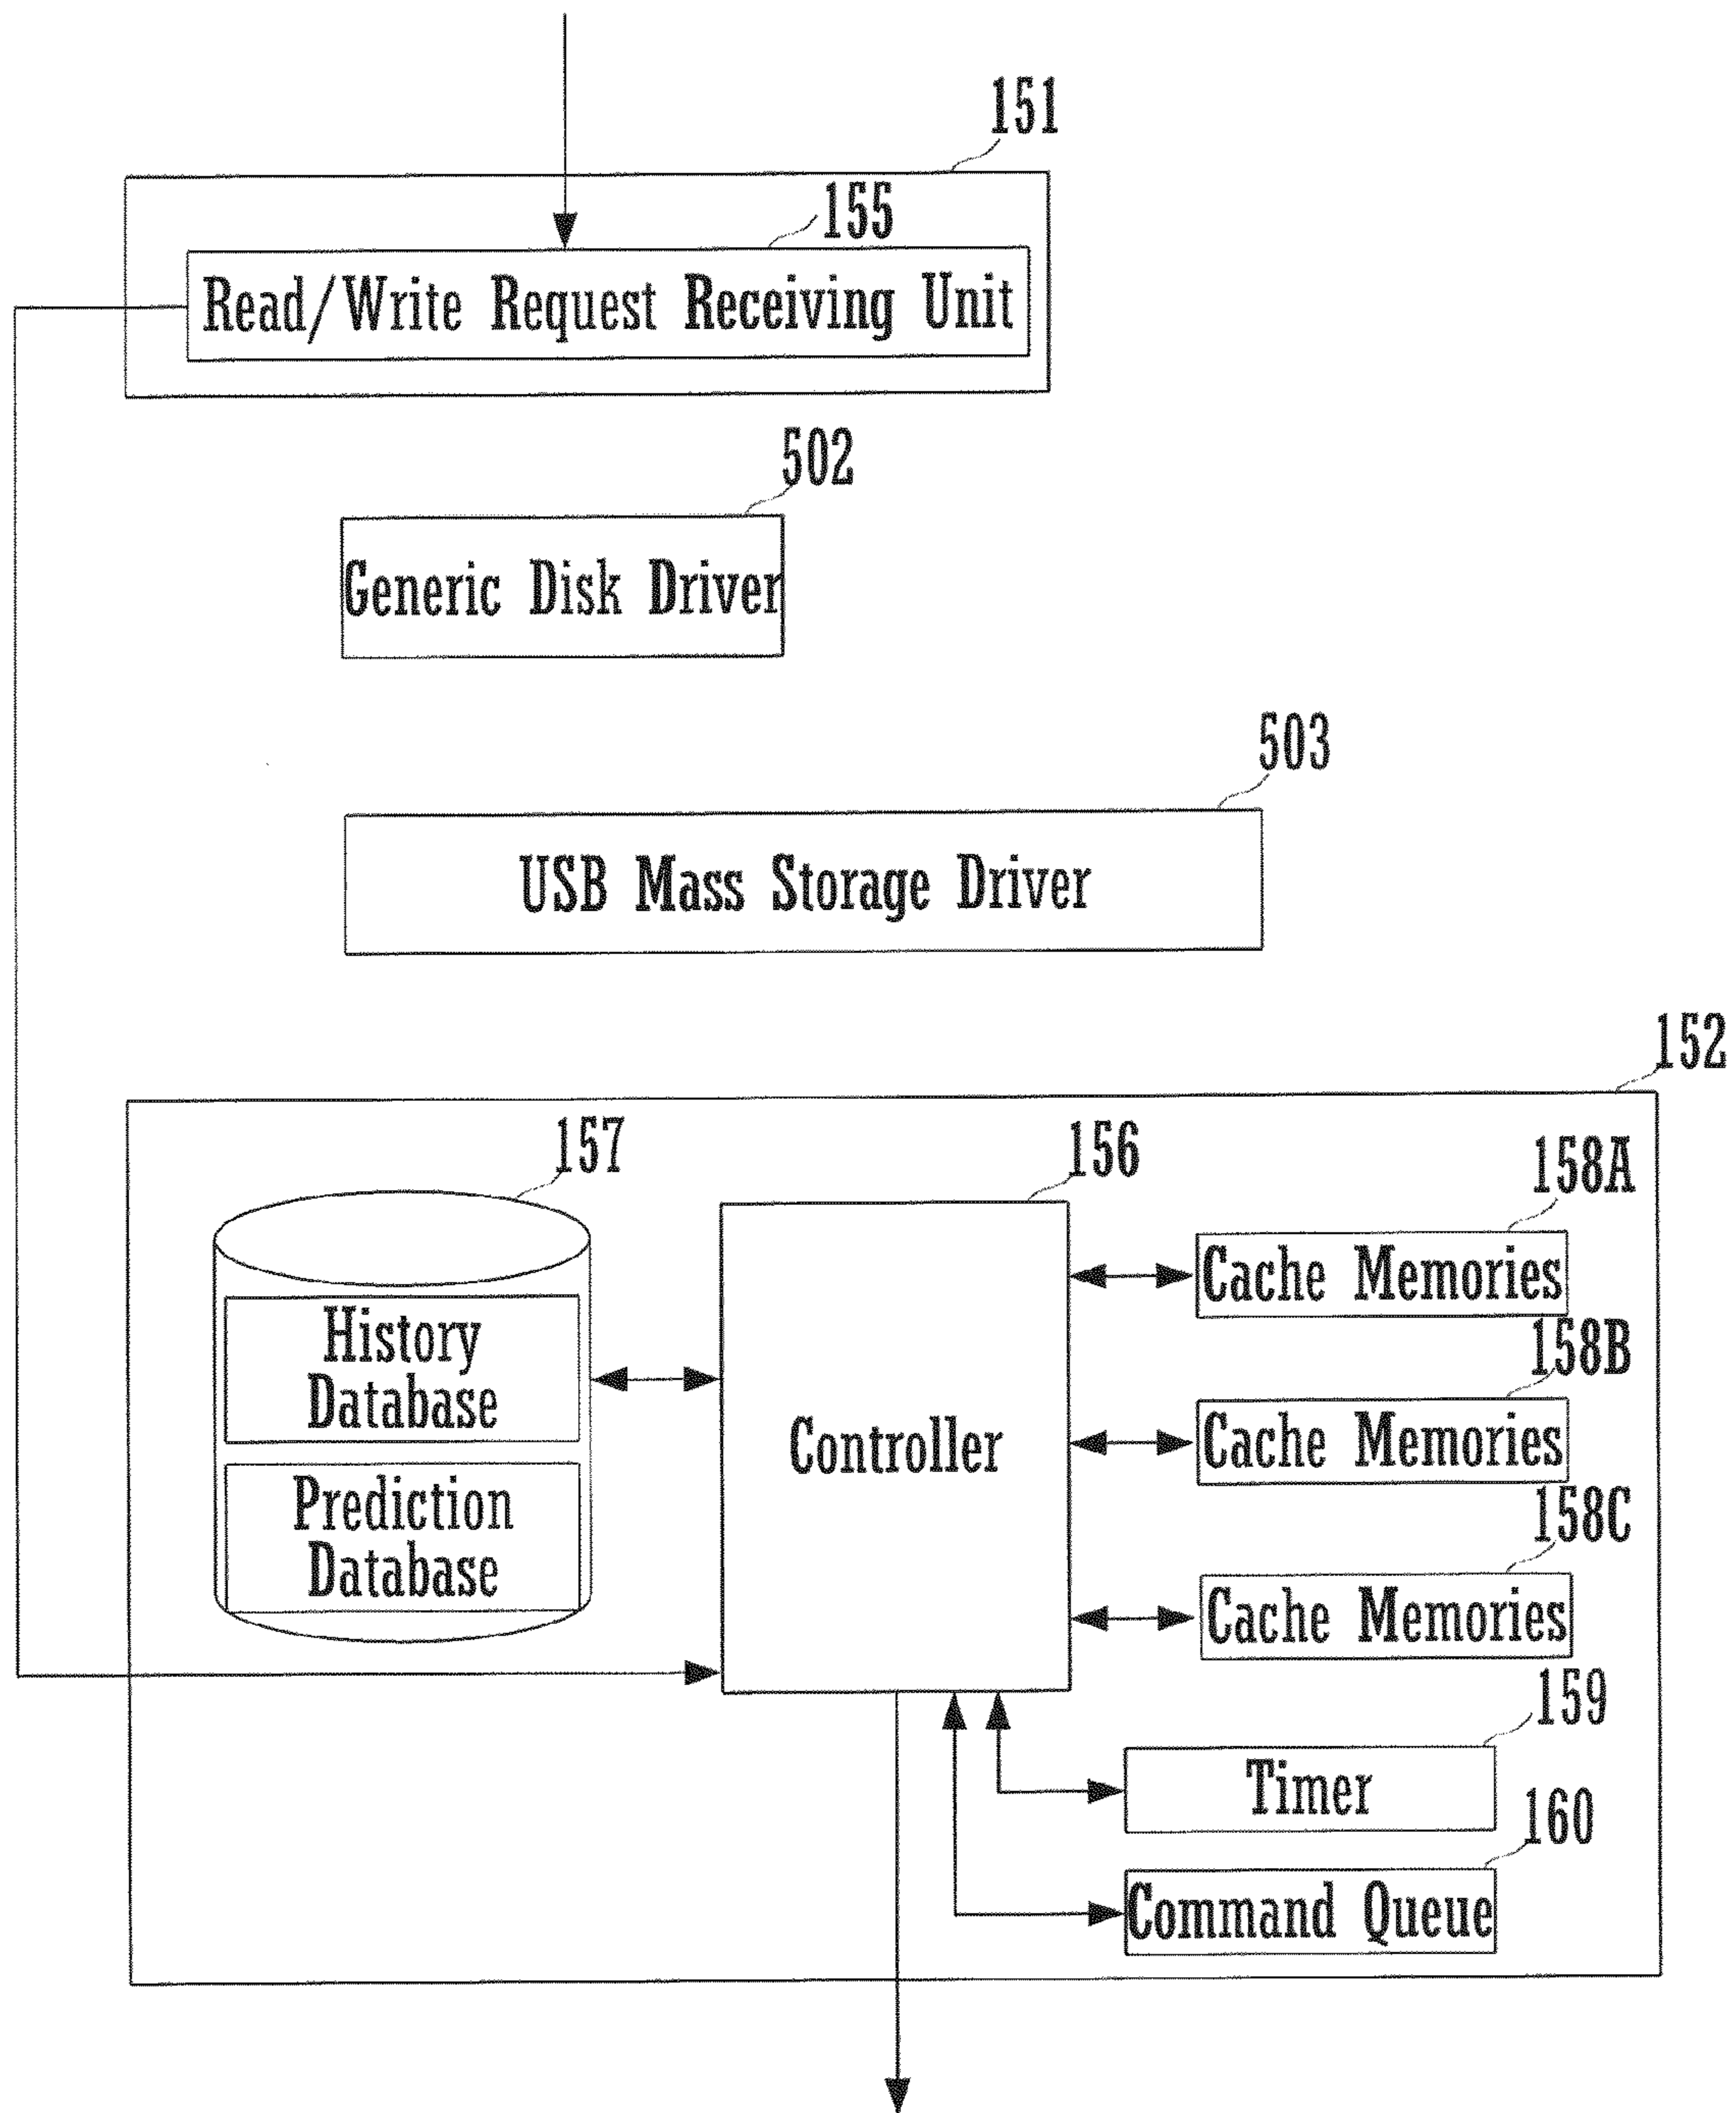 151
155
Read/Write Request Receiving Unit
502
Generic Disk Driver
503
USB Mass Storage Driver
152
157
156
158A
Cache Memories
History
Database
158B
Controller
Cache Memories
Prediction
Database
158C
Cache Memories
159
Timer
160
Command Queue